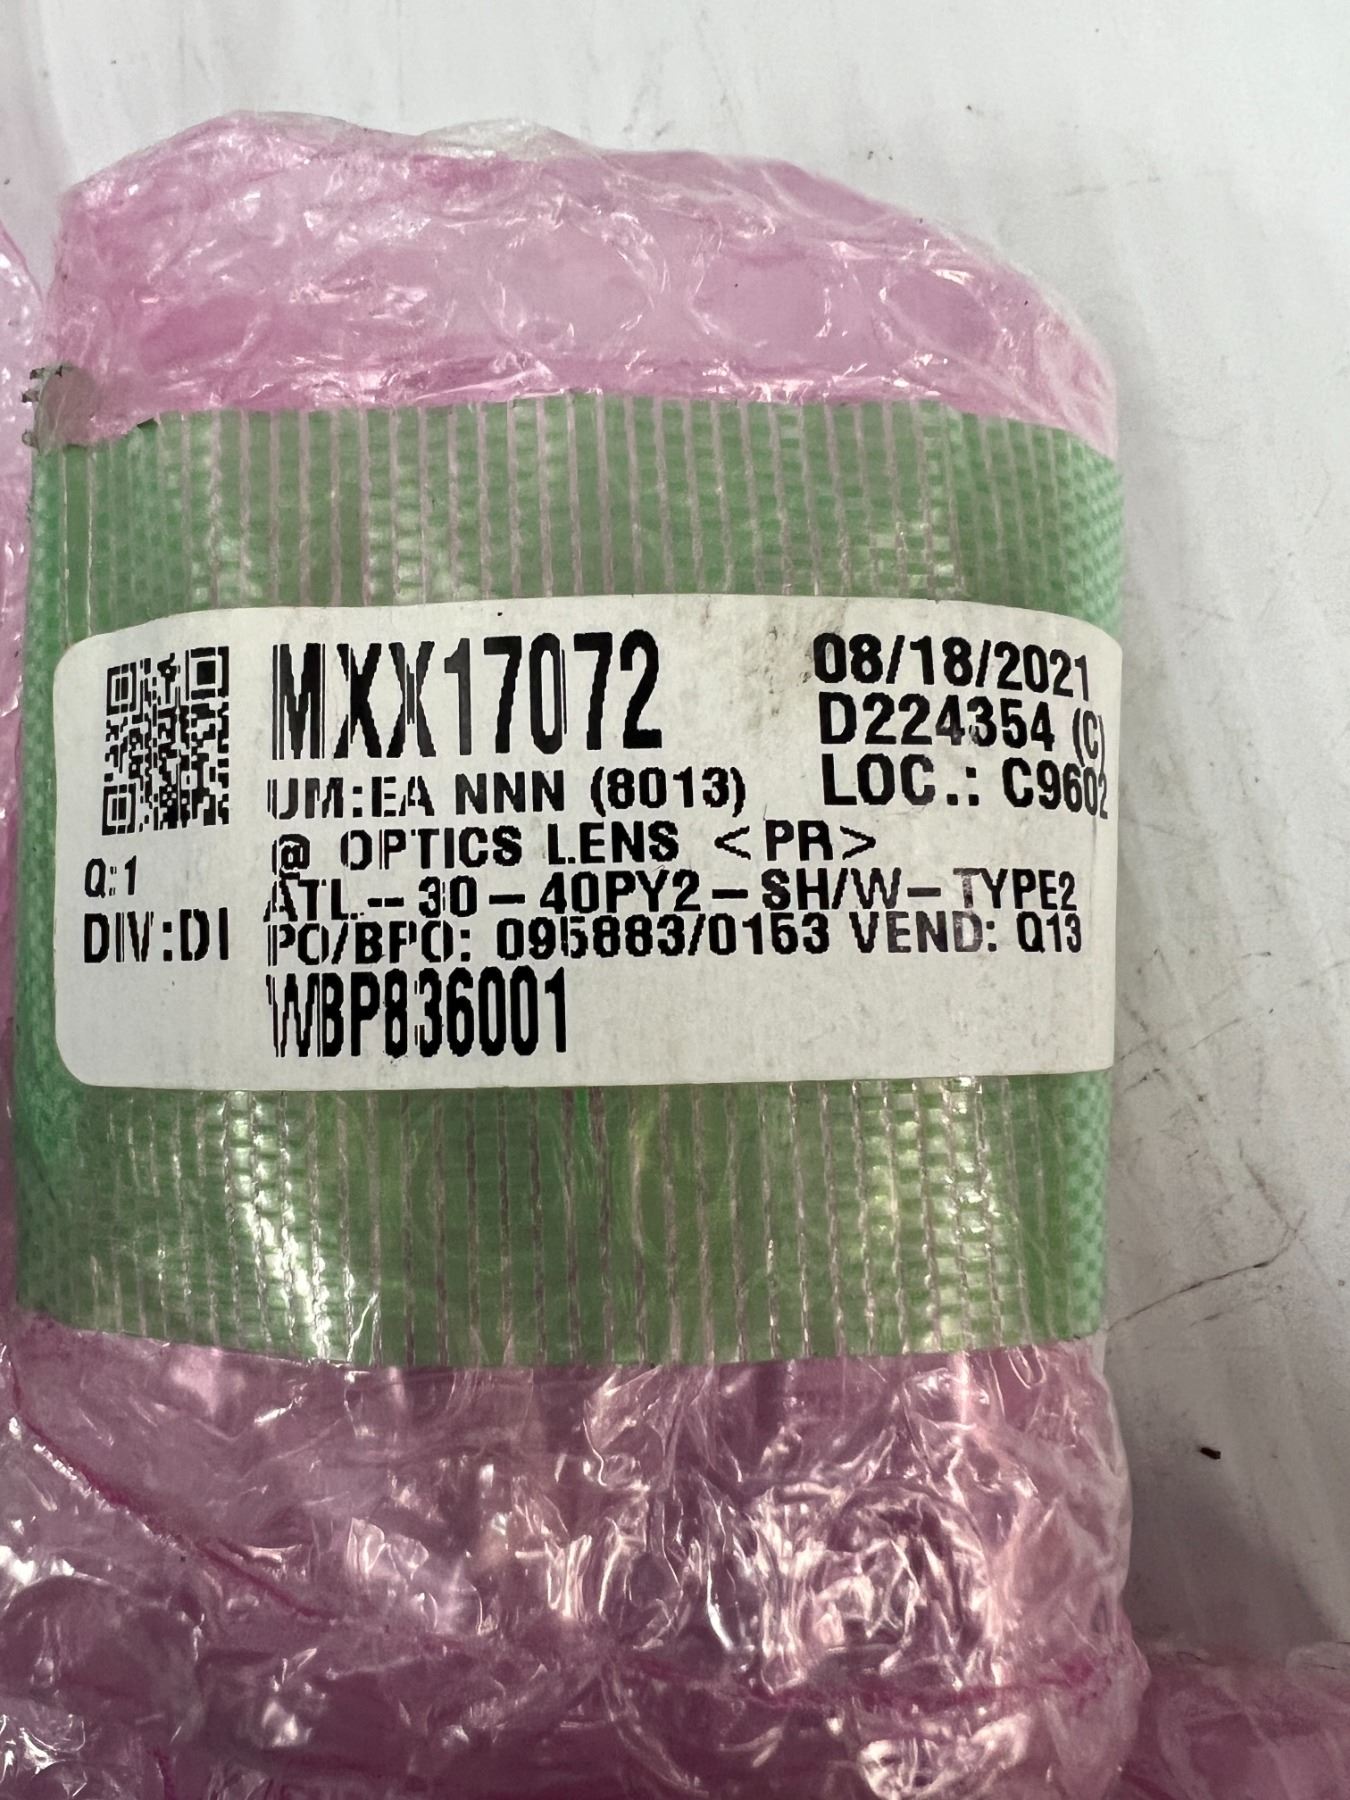 MXX17072 08/18/2021
D224354 (C)
UM:EA NNN (8013) LOC.: C9602
@ OPTICS LENS <PR>
Q:1 ATL--30-40PY2-SH/W-TYPE2
DIV:DI PO/BPO: 095883/0153 VEND: Q13
WBP836001